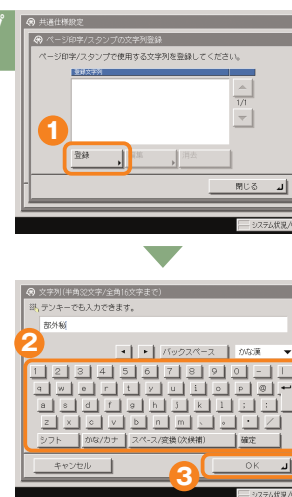 プ
共通仕様設定
ページ印字/スタンプの文字列登録
ページ印字/スタンプで使用する文字列を登録してください。
登録文字列
1/1
1
登録 編集 消去
閉じる
システム状況/
文字列(半角32文字/全角16文字まで)
テンキーでも入力できます。
部外秘
2
バックスペース かな漢
1 2 3 4 5 6 7 8 9 0 -
q w e r t y u i o p @
a s d f g h j k l ; :
z x c v b n m 、 。 ・ /
シフト かな/カナ スペース/変換(次候補) 確定
キャンセル 3 OK
システム状況/